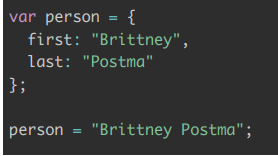 var person = {
  first: "Brittney",
  last: "Postma"
};

person = "Brittney Postma";